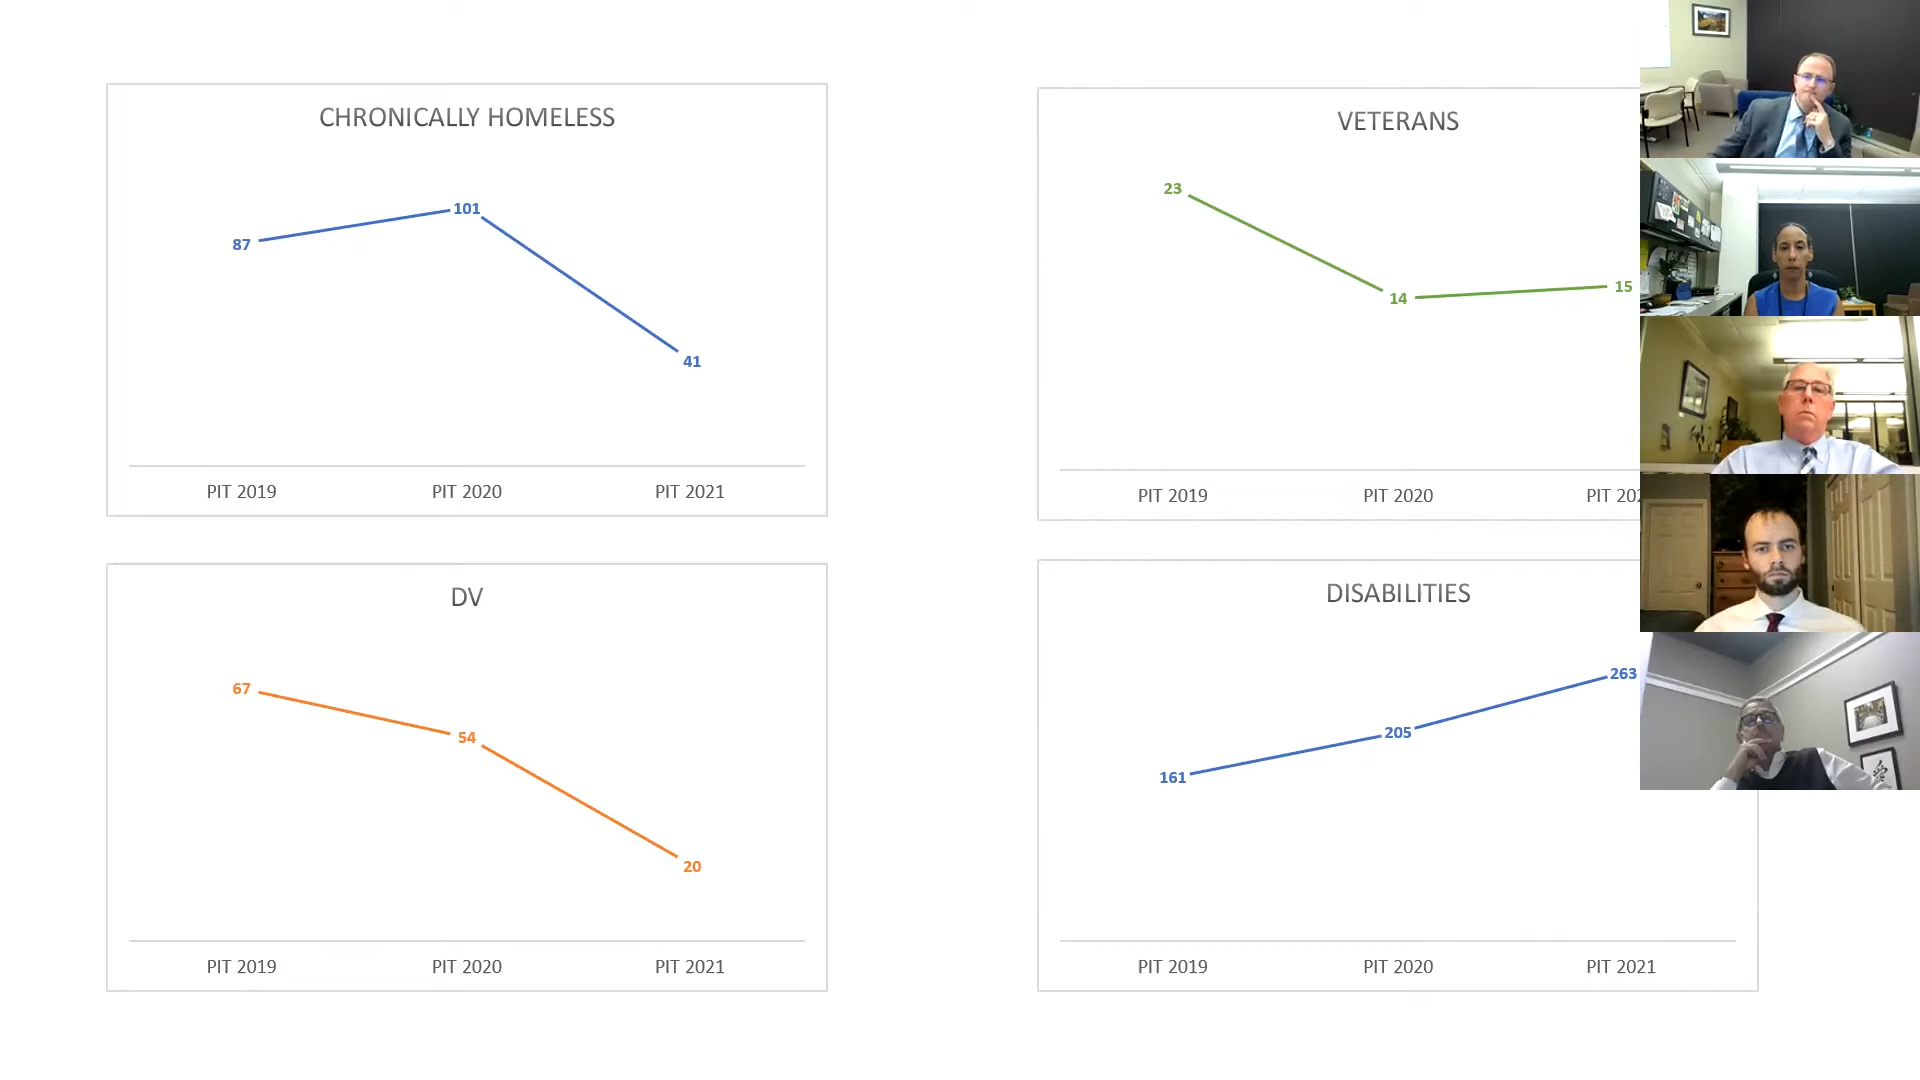 CHRONICALLY HOMELESS
87
101
41
PIT 2019
PIT 2020
PIT 2021
VETERANS
23
14
15
PIT 2019
PIT 2020
PIT 202
DV
67
54
20
PIT 2019
PIT 2020
PIT 2021
DISABILITIES
161
205
263
PIT 2019
PIT 2020
PIT 2021